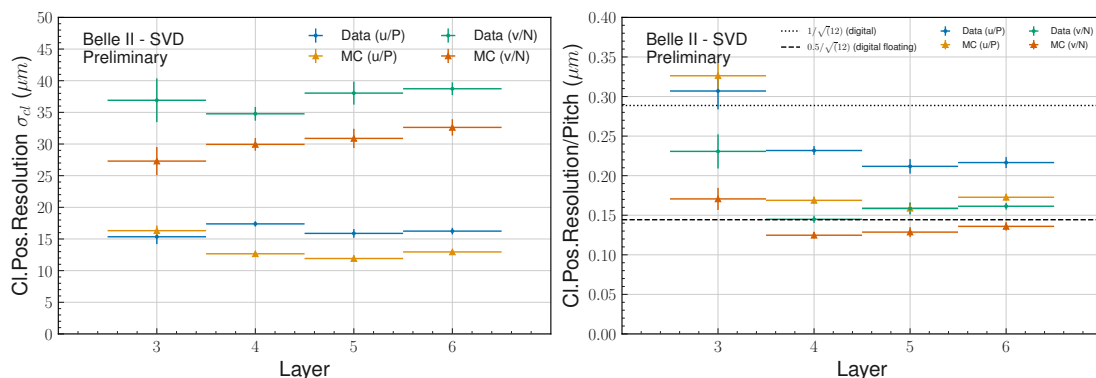 Belle II - SVD
Preliminary
Data (u/P)
MC (u/P)
Data (v/N)
MC (v/N)
Cl.Pos.Resolution σ_cl (μm)
50
45
40
35
30
25
20
15
10
5
0
3 4 5 6
Layer
Belle II - SVD
Preliminary
1/√(12) (digital)
0.5/√(12) (digital floating)
Data (u/P)
MC (u/P)
Data (v/N)
MC (v/N)
Cl.Pos.Resolution/Pitch (μm)
0.40
0.35
0.30
0.25
0.20
0.15
0.10
0.05
0.00
3 4 5 6
Layer